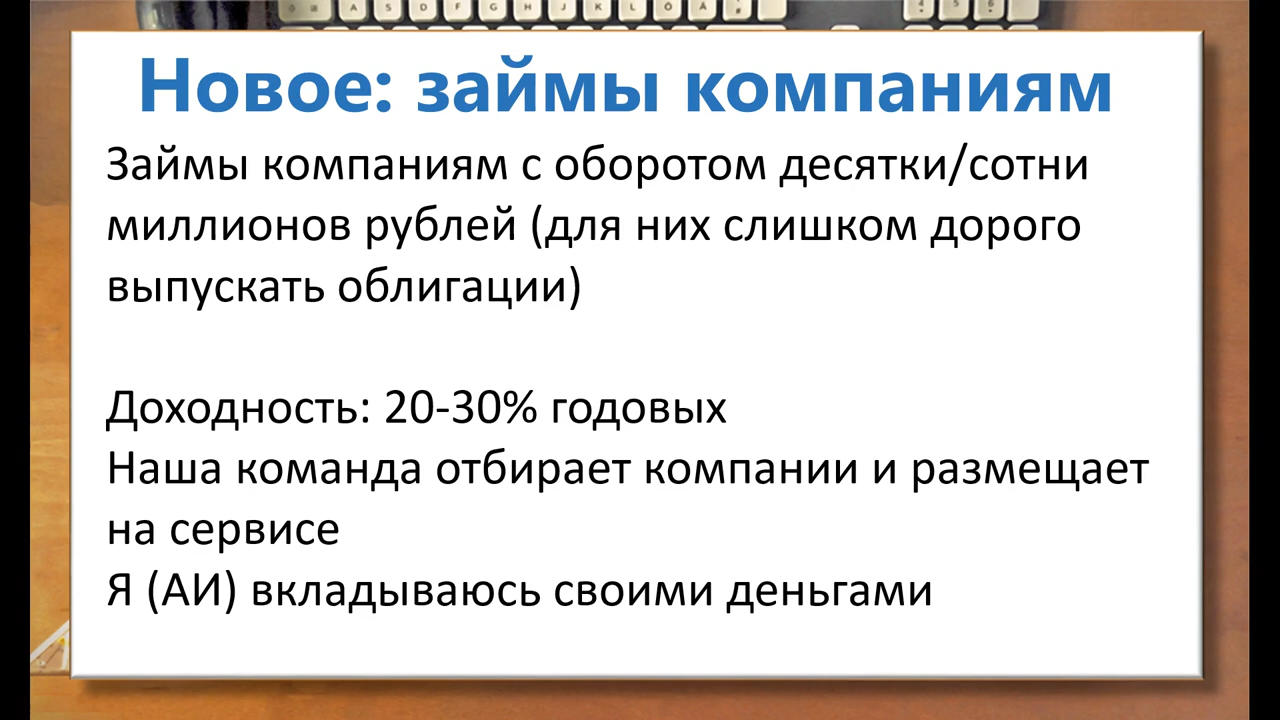 Новое: займы компаниям
Займы компаниям с оборотом десятки/сотни
миллионов рублей (для них слишком дорого
выпускать облигации)
Доходность: 20-30% годовых
Наша команда отбирает компании и размещает
на сервисе
Я (АИ) вкладываюсь своими деньгами